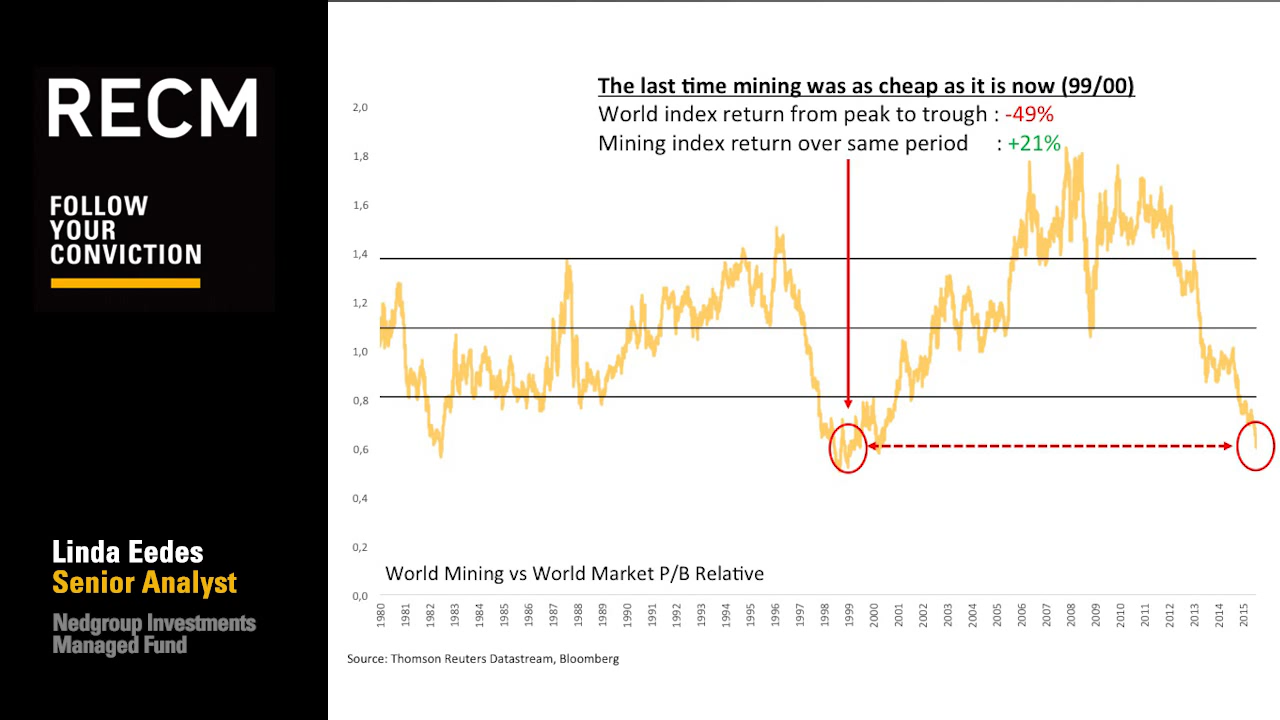 RECM
FOLLOW
YOUR
CONVICTION
Linda Eedes
Senior Analyst
Nedgroup Investments
Managed Fund
The last time mining was as cheap as it is now (99/00)
World index return from peak to trough : -49%
Mining index return over same period : +21%
2,0
1,8
1,6
1,4
1,2
1,0
0,8
0,6
0,4
0,2
0,0
World Mining vs World Market P/B Relative
1980 1981 1982 1983 1984 1985 1986 1987 1988 1989 1990 1991 1992 1993 1994 1995 1996 1997 1998 1999 2000 2001 2002 2003 2004 2005 2006 2007 2008 2009 2010 2011 2012 2013 2014 2015
Source: Thomson Reuters Datastream, Bloomberg